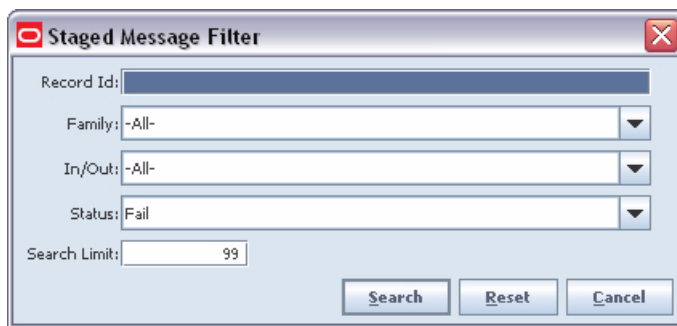 Staged Message Filter
Record Id:
Family: -All-
In/Out: -All-
Status: Fail
Search Limit: 99
Search Reset Cancel